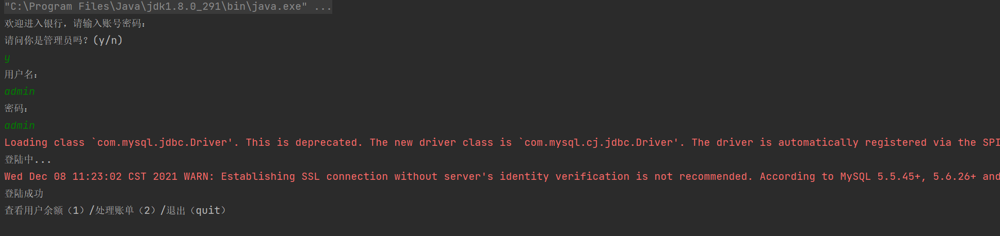 "C:\Program Files\Java\jdk1.8.0_291\bin\java.exe" ...
欢迎进入银行，请输入账号密码：
请问你是管理员吗？(y/n)
y
用户名：
admin
密码：
admin
Loading class `com.mysql.jdbc.Driver'. This is deprecated. The new driver class is `com.mysql.cj.jdbc.Driver'. The driver is automatically registered via the SPI
登陆中...
Wed Dec 08 11:23:02 CST 2021 WARN: Establishing SSL connection without server's identity verification is not recommended. According to MySQL 5.5.45+, 5.6.26+ and
登陆成功
查看用户余额（1）/处理账单（2）/退出（quit）